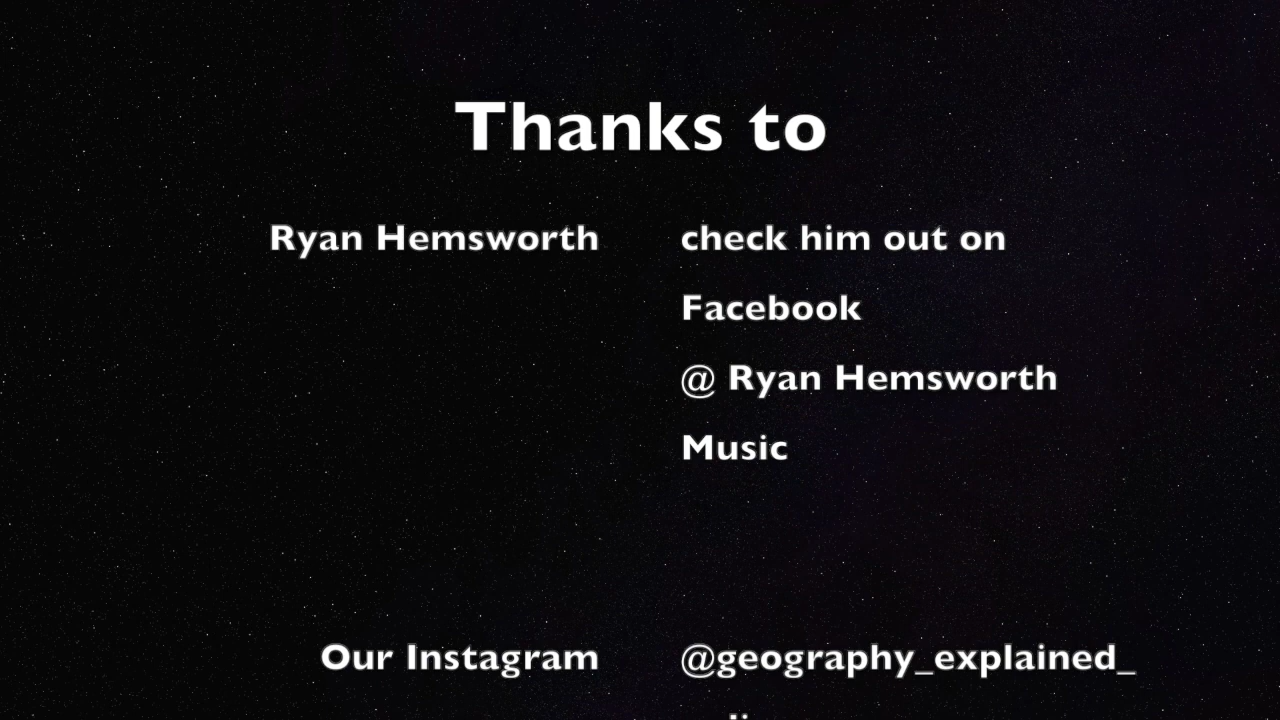 Thanks to
Ryan Hemsworth check him out on
Facebook
@ Ryan Hemsworth
Music
Our Instagram @geography_explained_